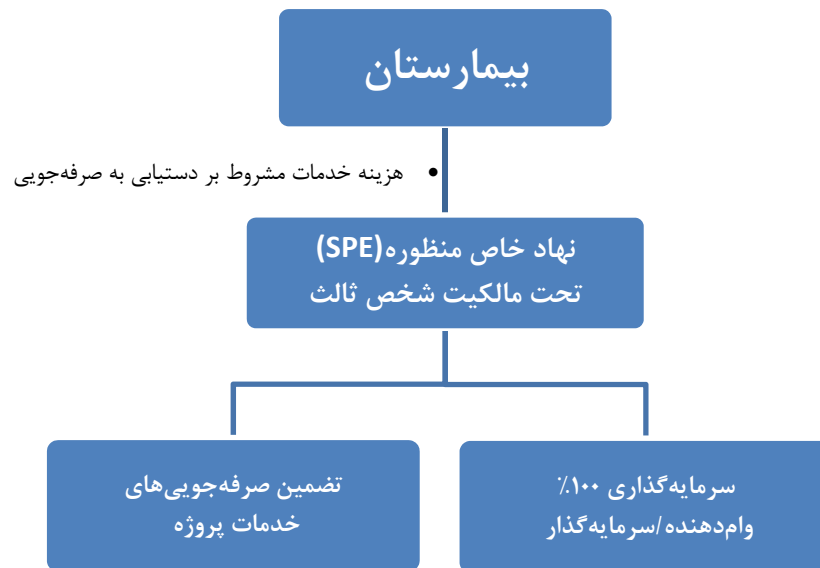 بیمارستان
• هزینه خدمات مشروط بر دستیابی به صرفه‌جویی
نهاد خاص منظوره(SPE)
تحت مالکیت شخص ثالث
سرمایه‌گذاری ۱۰۰٪
وام‌دهنده/سرمایه‌گذار
تضمین صرفه‌جویی‌های
خدمات پروژه